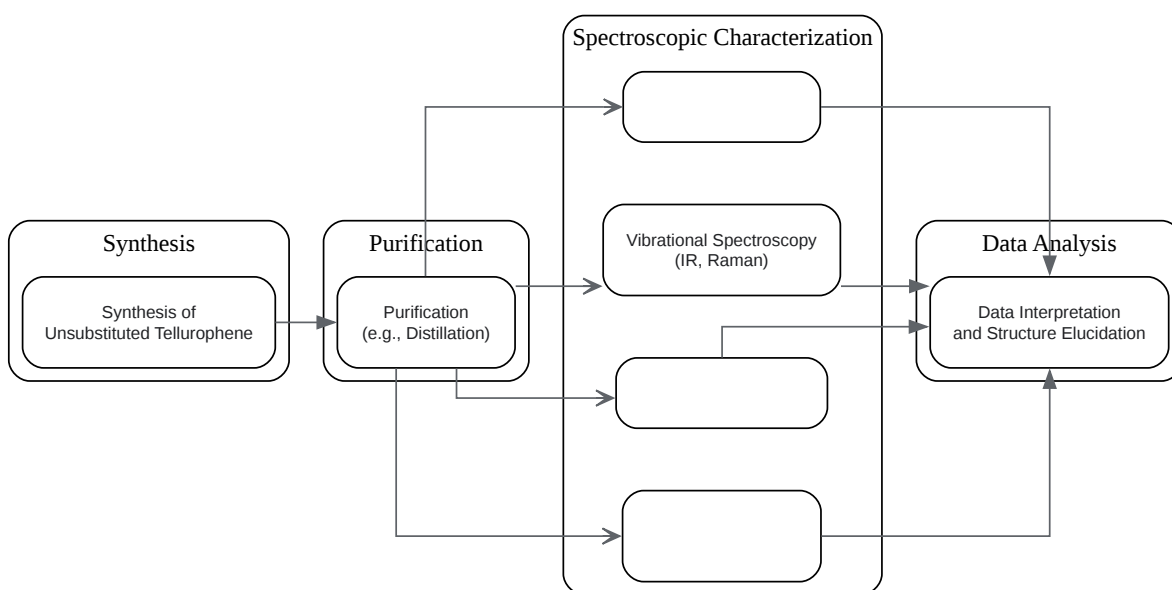 Spectroscopic Characterization
Synthesis
Purification
Data Analysis
Synthesis of
Unsubstituted Tellurophene
Purification
(e.g., Distillation)
Vibrational Spectroscopy
(IR, Raman)
Data Interpretation
and Structure Elucidation